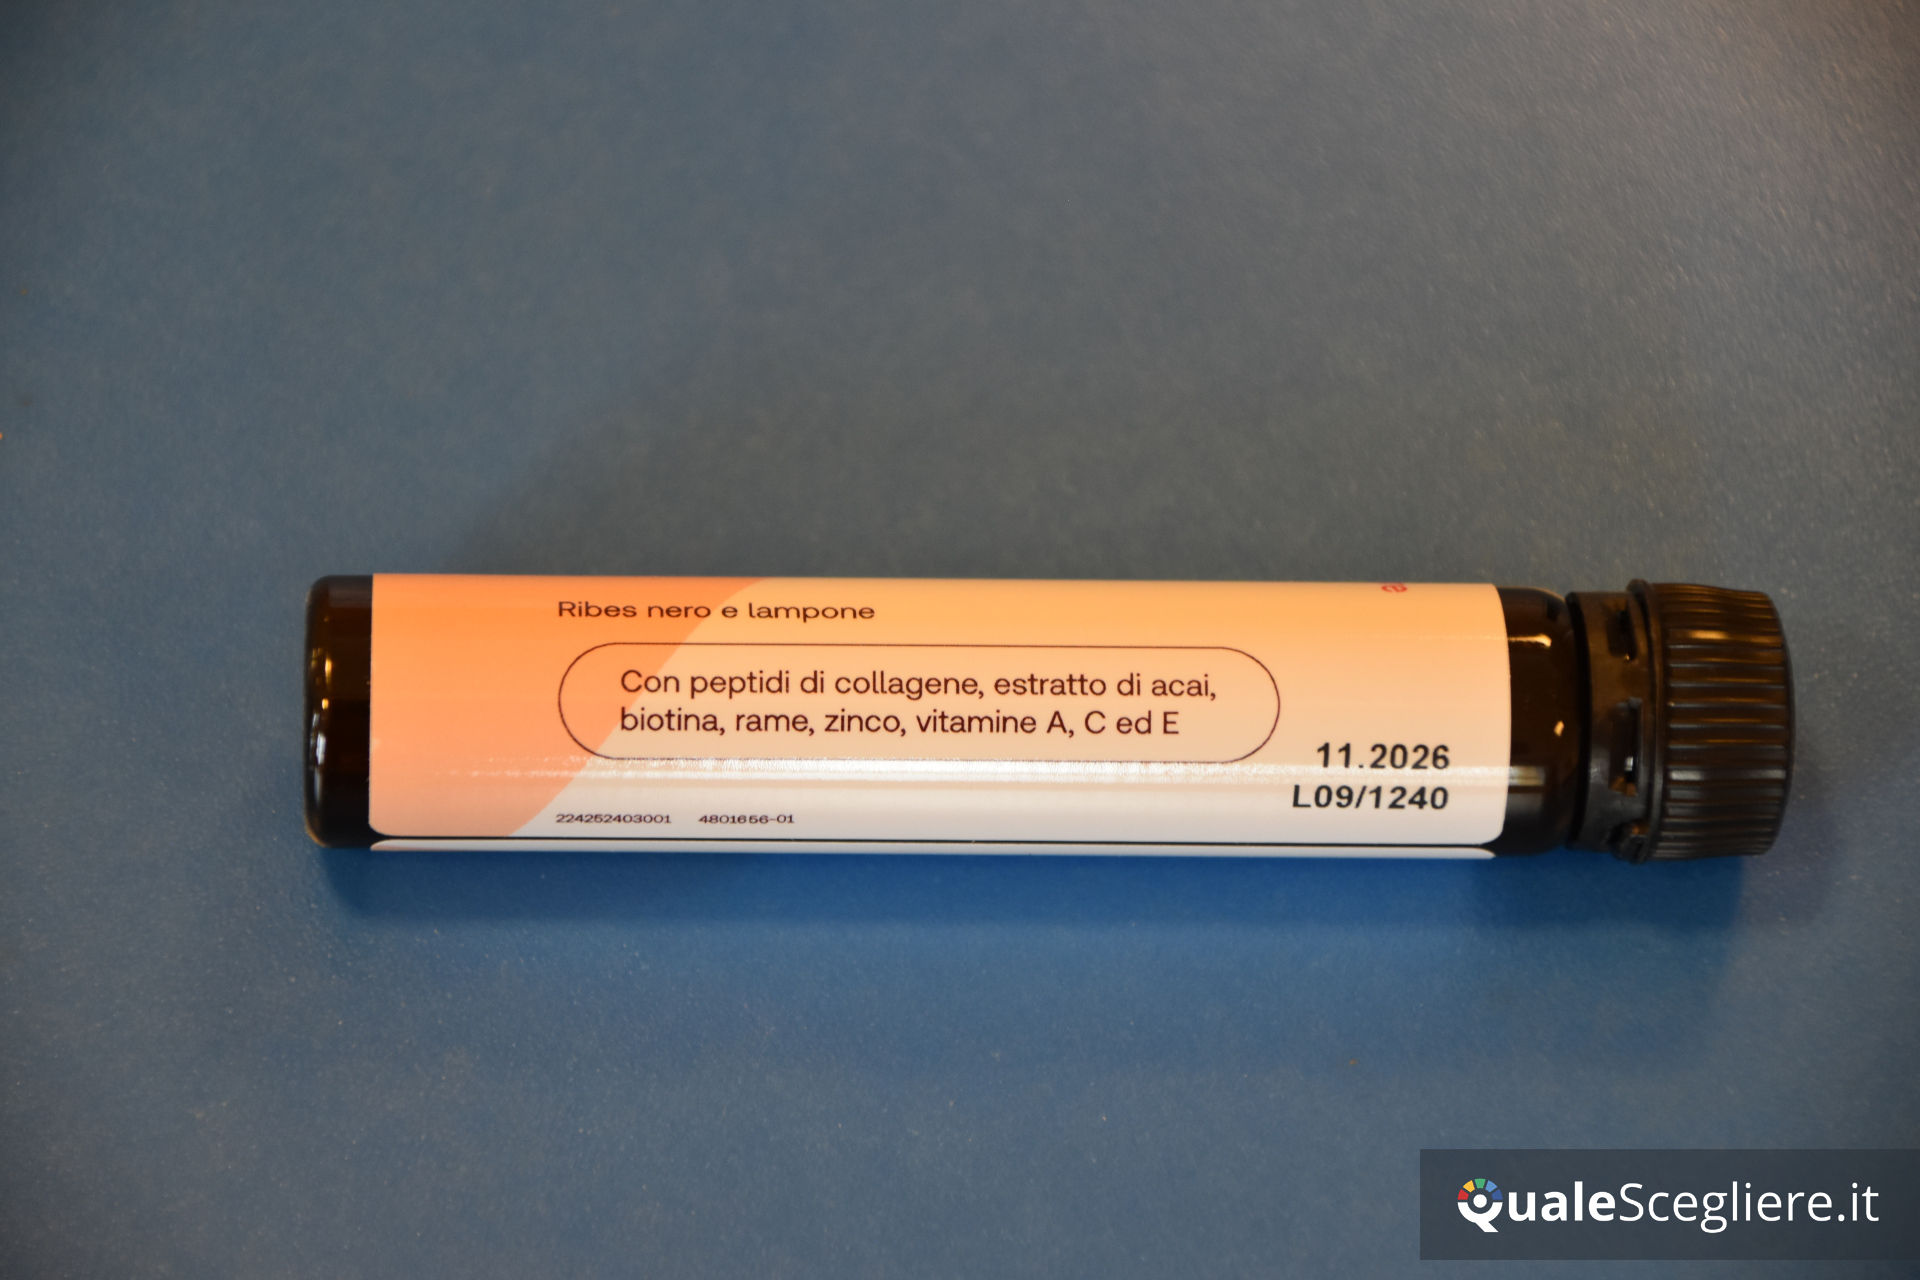 Ribes nero e lampone
Con peptidi di collagene, estratto di acai,
biotina, rame, zinco, vitamine A, C ed E
11.2026
L09/1240
224252403001 4801656-01
QualeScegliere.it